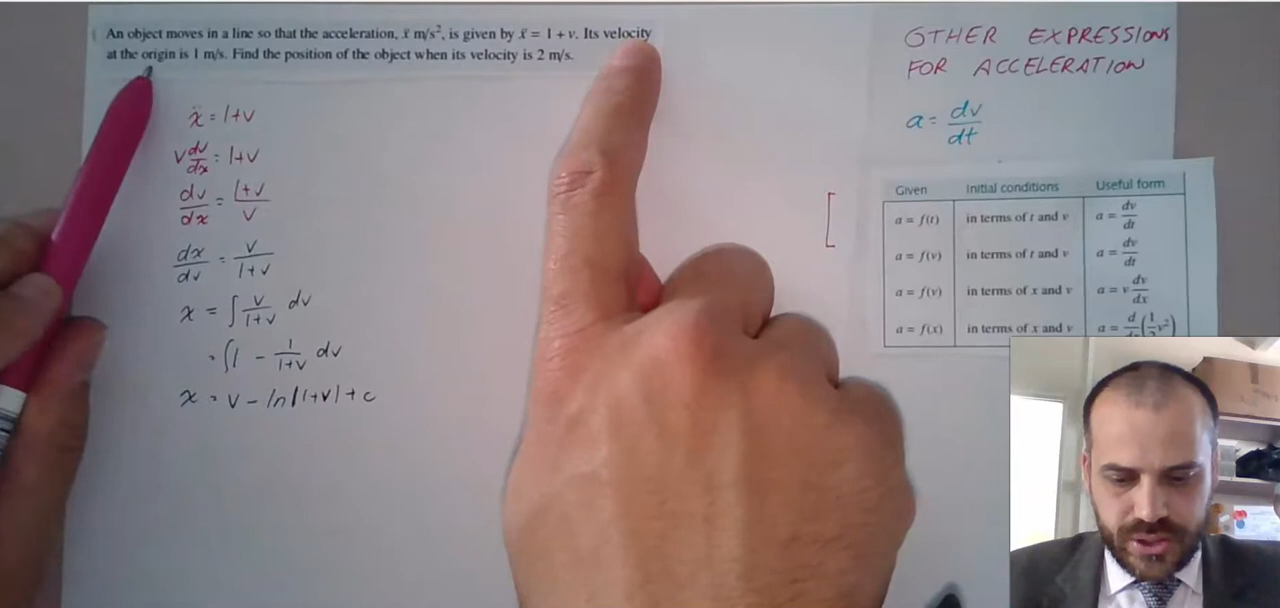 An object moves in a line so that the acceleration, ẍ m/s², is given by ẍ = 1 + v. Its velocity
at the origin is 1 m/s. Find the position of the object when its velocity is 2 m/s.
ẍ = 1+v
v dv/dx = 1+v
dv/dx = 1+v/v
dx/dv = v/1+v
x = ∫ v/1+v dv
= ∫ 1 - 1/1+v dv
x = v - ln|1+v| + c
OTHER EXPRESSIONS
FOR ACCELERATION
a = dv/dt
Given Initial conditions Useful form
a = f(t) in terms of t and v a = dv/dt
a = f(v) in terms of t and v a = dv/dt
a = f(v) in terms of x and v a = v dv/dx
a = f(x) in terms of x and v a = d/ (1/ v²)